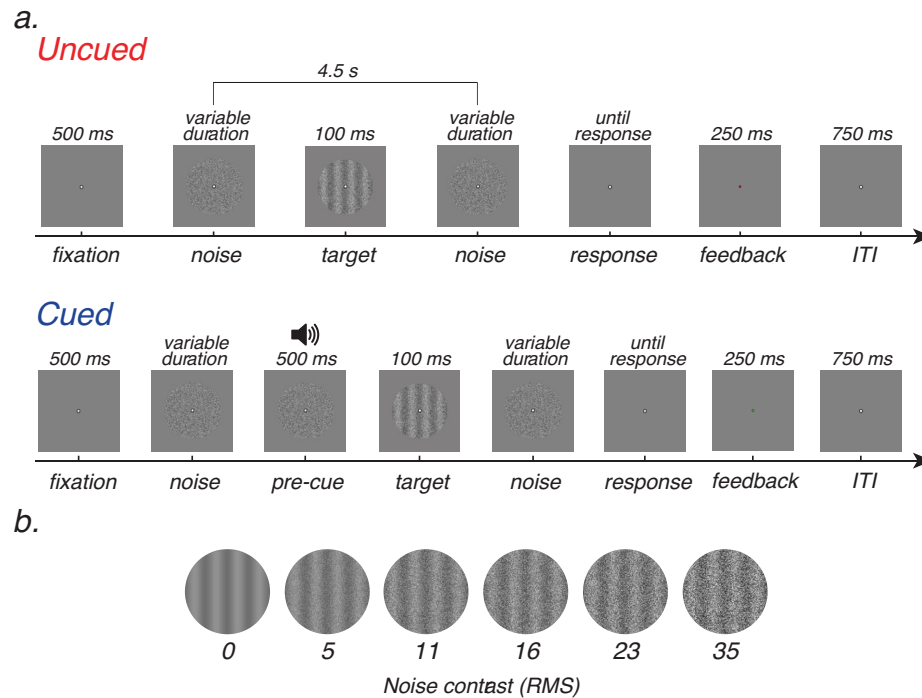 a.
Uncued
4.5 s
500 ms
variable
duration
100 ms
variable
duration
until
response
250 ms
750 ms
fixation
noise
target
noise
response
feedback
ITI
Cued
500 ms
variable
duration
500 ms
100 ms
variable
duration
until
response
250 ms
750 ms
fixation
noise
pre-cue
target
noise
response
feedback
ITI
b.
0
5
11
16
23
35
Noise contast (RMS)